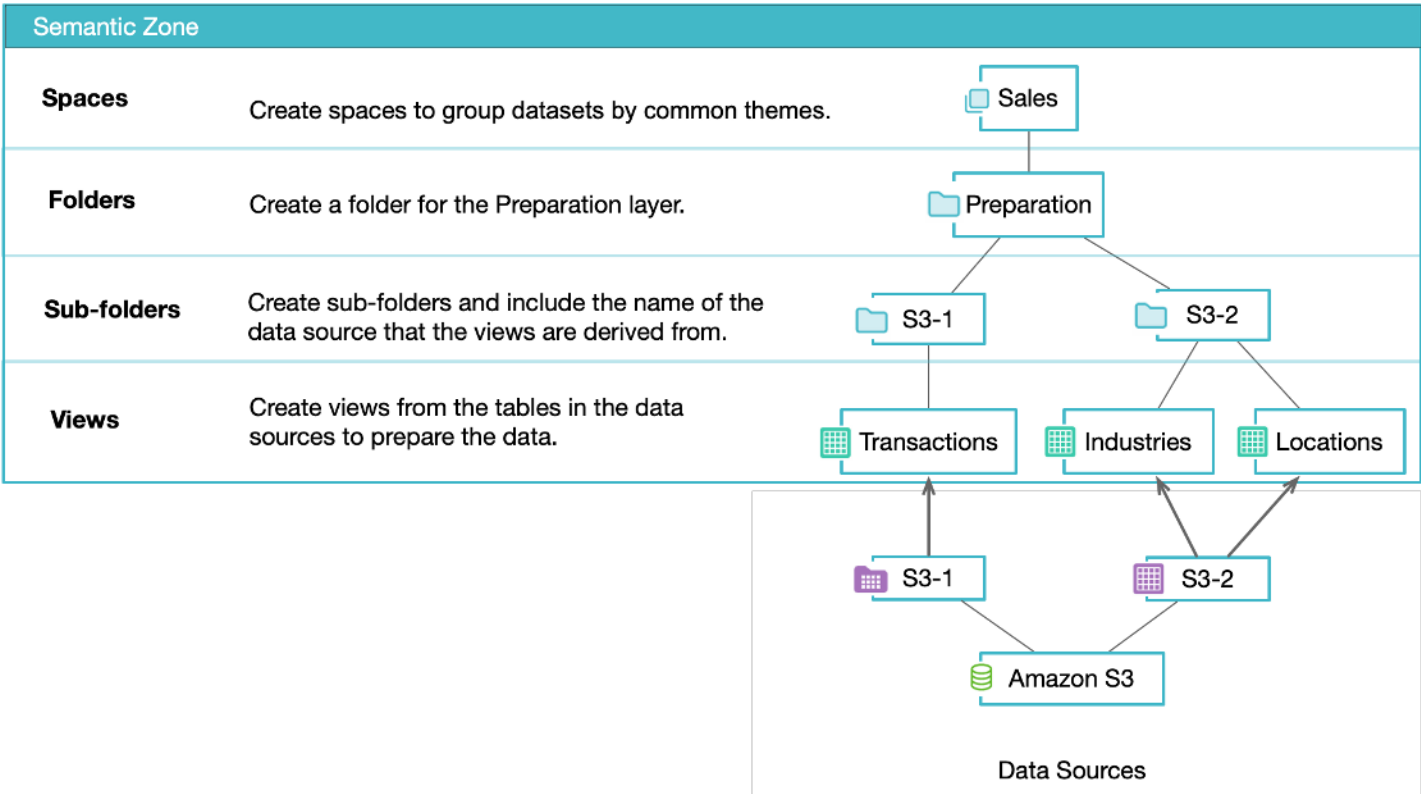 Semantic Zone
Spaces
Create spaces to group datasets by common themes.
Sales
Folders
Create a folder for the Preparation layer.
Preparation
Sub-folders
Create sub-folders and include the name of the
data source that the views are derived from.
S3-1
S3-2
Views
Create views from the tables in the data
sources to prepare the data.
Transactions
Industries
Locations
S3-1
S3-2
Amazon S3
Data Sources